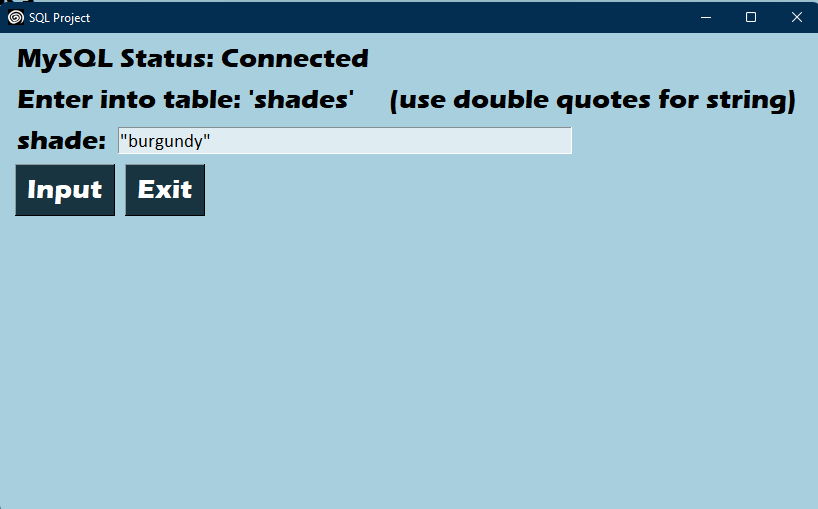 SQL Project
MySQL Status: Connected
Enter into table: 'shades' (use double quotes for string)
shade: "burgundy"
Input Exit